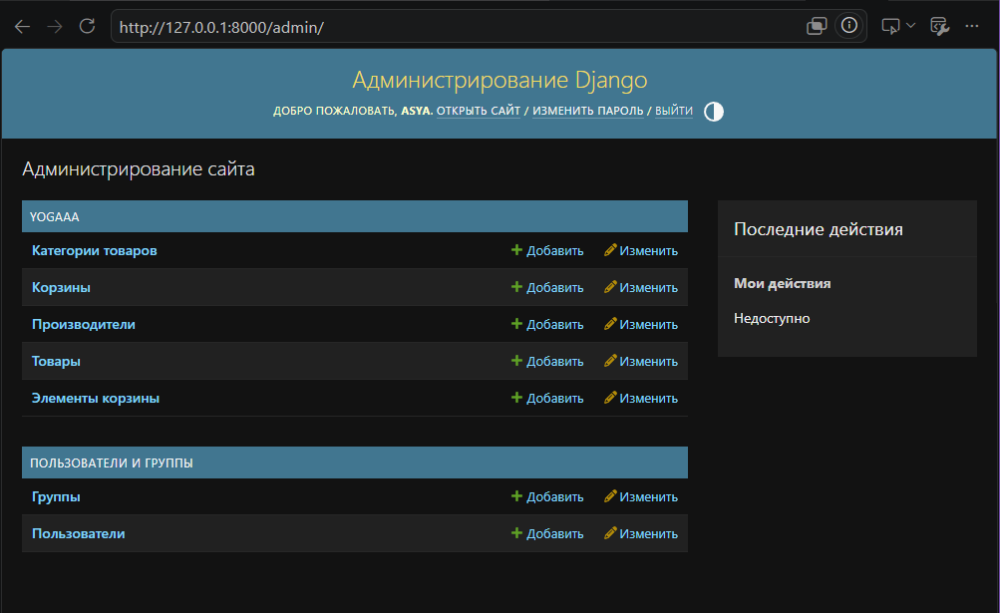 http://127.0.0.1:8000/admin/
Администрирование Django
ДОБРО ПОЖАЛОВАТЬ, ASYA. ОТКРЫТЬ САЙТ / ИЗМЕНИТЬ ПАРОЛЬ / ВЫЙТИ
Администрирование сайта
YOGAAA
Категории товаров Добавить Изменить
Корзины Добавить Изменить
Производители Добавить Изменить
Товары Добавить Изменить
Элементы корзины Добавить Изменить
ПОЛЬЗОВАТЕЛИ И ГРУППЫ
Группы Добавить Изменить
Пользователи Добавить Изменить
Последние действия
Мои действия
Недоступно